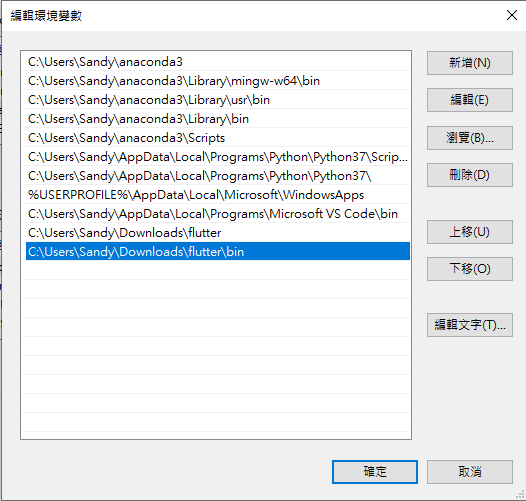 編輯環境變數
C:\Users\Sandy\anaconda3
C:\Users\Sandy\anaconda3\Library\mingw-w64\bin
C:\Users\Sandy\anaconda3\Library\usr\bin
C:\Users\Sandy\anaconda3\Library\bin
C:\Users\Sandy\anaconda3\Scripts
C:\Users\Sandy\AppData\Local\Programs\Python\Python37\Scrip...
C:\Users\Sandy\AppData\Local\Programs\Python\Python37\
%USERPROFILE%\AppData\Local\Microsoft\WindowsApps
C:\Users\Sandy\AppData\Local\Programs\Microsoft VS Code\bin
C:\Users\Sandy\Downloads\flutter
C:\Users\Sandy\Downloads\flutter\bin
新增(N)
編輯(E)
瀏覽(B)...
刪除(D)
上移(U)
下移(O)
編輯文字(T)...
確定
取消